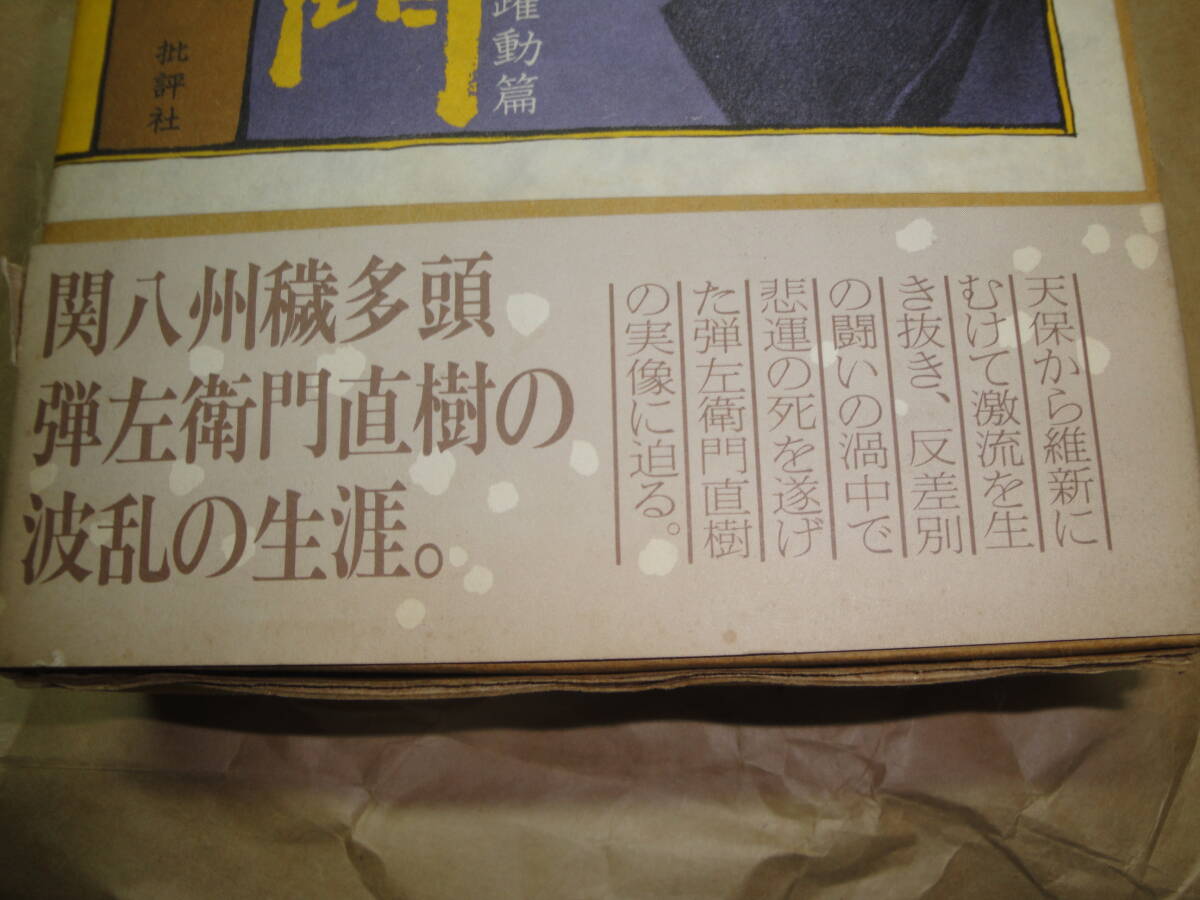 躍動篇
批評社
関八州穢多頭
弾左衛門直樹の
波乱の生涯。
天保から維新に
むけて激流を生
き抜き、反差別
の闘いの渦中で
悲運の死を遂げ
た弾左衛門直樹
の実像に迫る。